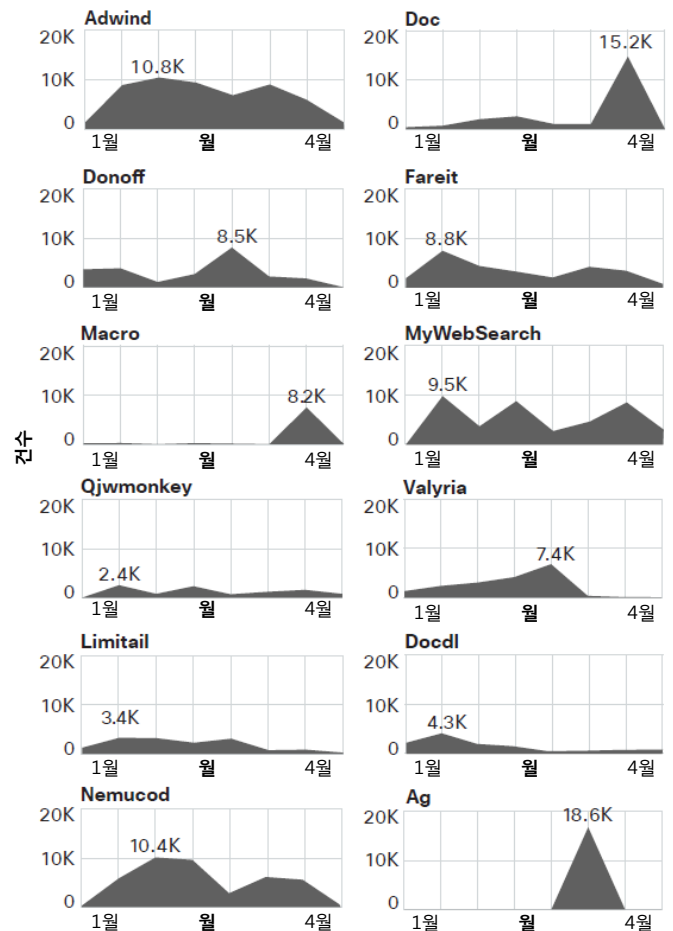 Adwind
20K
10K
0
10.8K
1월
월
4월
Doc
20K
10K
0
15.2K
1월
월
4월
Donoff
20K
10K
0
8.5K
1월
월
4월
Fareit
20K
10K
0
8.8K
1월
월
4월
Macro
20K
10K
0
8.2K
1월
월
4월
MyWebSearch
20K
10K
0
9.5K
1월
월
4월
건수
Qjwmonkey
20K
10K
0
2.4K
1월
월
4월
Valyria
20K
10K
0
7.4K
1월
월
4월
Limitail
20K
10K
0
3.4K
1월
월
4월
Docdl
20K
10K
0
4.3K
1월
월
4월
Nemucod
20K
10K
0
10.4K
1월
월
4월
Ag
20K
10K
0
18.6K
1월
월
4월